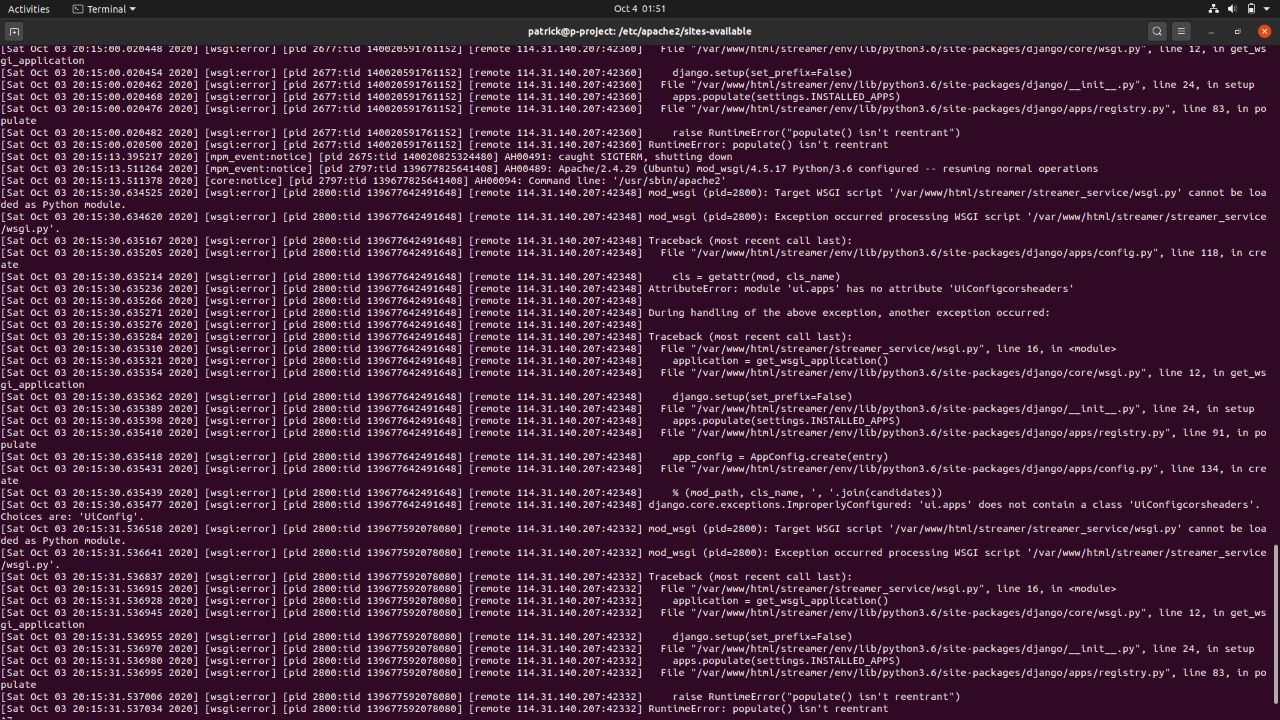 Activities
Terminal
Oct 4 01:51
patrick@p-project: /etc/apache2/sites-available
[Sat Oct 03 20:15:00.020448 2020] [wsgi:error] [pid 2677:tid 140020591761152] [remote 114.31.140.207:42360]   File "/var/www/html/streamer/env/lib/python3.6/site-packages/django/core/wsgi.py", line 12, in get_ws
gi_application
[Sat Oct 03 20:15:00.020454 2020] [wsgi:error] [pid 2677:tid 140020591761152] [remote 114.31.140.207:42360]     django.setup(set_prefix=False)
[Sat Oct 03 20:15:00.020462 2020] [wsgi:error] [pid 2677:tid 140020591761152] [remote 114.31.140.207:42360]   File "/var/www/html/streamer/env/lib/python3.6/site-packages/django/__init__.py", line 24, in setup
[Sat Oct 03 20:15:00.020468 2020] [wsgi:error] [pid 2677:tid 140020591761152] [remote 114.31.140.207:42360]     apps.populate(settings.INSTALLED_APPS)
[Sat Oct 03 20:15:00.020476 2020] [wsgi:error] [pid 2677:tid 140020591761152] [remote 114.31.140.207:42360]   File "/var/www/html/streamer/env/lib/python3.6/site-packages/django/apps/registry.py", line 83, in po
pulate
[Sat Oct 03 20:15:00.020482 2020] [wsgi:error] [pid 2677:tid 140020591761152] [remote 114.31.140.207:42360]     raise RuntimeError("populate() isn't reentrant")
[Sat Oct 03 20:15:00.020500 2020] [wsgi:error] [pid 2677:tid 140020591761152] [remote 114.31.140.207:42360] RuntimeError: populate() isn't reentrant
[Sat Oct 03 20:15:13.395217 2020] [mpm_event:notice] [pid 2675:tid 140020825324480] AH00491: caught SIGTERM, shutting down
[Sat Oct 03 20:15:13.511264 2020] [mpm_event:notice] [pid 2797:tid 139677825641408] AH00489: Apache/2.4.29 (Ubuntu) mod_wsgi/4.5.17 Python/3.6 configured -- resuming normal operations
[Sat Oct 03 20:15:13.511378 2020] [core:notice] [pid 2797:tid 139677825641408] AH00094: Command line: '/usr/sbin/apache2'
[Sat Oct 03 20:15:30.634525 2020] [wsgi:error] [pid 2800:tid 139677642491648] [remote 114.31.140.207:42348] mod_wsgi (pid=2800): Target WSGI script '/var/www/html/streamer/streamer_service/wsgi.py' cannot be loa
ded as Python module.
[Sat Oct 03 20:15:30.634620 2020] [wsgi:error] [pid 2800:tid 139677642491648] [remote 114.31.140.207:42348] mod_wsgi (pid=2800): Exception occurred processing WSGI script '/var/www/html/streamer/streamer_service
/wsgi.py'.
[Sat Oct 03 20:15:30.635167 2020] [wsgi:error] [pid 2800:tid 139677642491648] [remote 114.31.140.207:42348] Traceback (most recent call last):
[Sat Oct 03 20:15:30.635205 2020] [wsgi:error] [pid 2800:tid 139677642491648] [remote 114.31.140.207:42348]   File "/var/www/html/streamer/env/lib/python3.6/site-packages/django/apps/config.py", line 118, in cre
ate
[Sat Oct 03 20:15:30.635214 2020] [wsgi:error] [pid 2800:tid 139677642491648] [remote 114.31.140.207:42348]     cls = getattr(mod, cls_name)
[Sat Oct 03 20:15:30.635236 2020] [wsgi:error] [pid 2800:tid 139677642491648] [remote 114.31.140.207:42348] AttributeError: module 'ui.apps' has no attribute 'UiConfigcorsheaders'
[Sat Oct 03 20:15:30.635266 2020] [wsgi:error] [pid 2800:tid 139677642491648] [remote 114.31.140.207:42348]
[Sat Oct 03 20:15:30.635271 2020] [wsgi:error] [pid 2800:tid 139677642491648] [remote 114.31.140.207:42348] During handling of the above exception, another exception occurred:
[Sat Oct 03 20:15:30.635276 2020] [wsgi:error] [pid 2800:tid 139677642491648] [remote 114.31.140.207:42348]
[Sat Oct 03 20:15:30.635284 2020] [wsgi:error] [pid 2800:tid 139677642491648] [remote 114.31.140.207:42348] Traceback (most recent call last):
[Sat Oct 03 20:15:30.635310 2020] [wsgi:error] [pid 2800:tid 139677642491648] [remote 114.31.140.207:42348]   File "/var/www/html/streamer/streamer_service/wsgi.py", line 16, in <module>
[Sat Oct 03 20:15:30.635321 2020] [wsgi:error] [pid 2800:tid 139677642491648] [remote 114.31.140.207:42348]     application = get_wsgi_application()
[Sat Oct 03 20:15:30.635354 2020] [wsgi:error] [pid 2800:tid 139677642491648] [remote 114.31.140.207:42348]   File "/var/www/html/streamer/env/lib/python3.6/site-packages/django/core/wsgi.py", line 12, in get_ws
gi_application
[Sat Oct 03 20:15:30.635362 2020] [wsgi:error] [pid 2800:tid 139677642491648] [remote 114.31.140.207:42348]     django.setup(set_prefix=False)
[Sat Oct 03 20:15:30.635389 2020] [wsgi:error] [pid 2800:tid 139677642491648] [remote 114.31.140.207:42348]   File "/var/www/html/streamer/env/lib/python3.6/site-packages/django/__init__.py", line 24, in setup
[Sat Oct 03 20:15:30.635398 2020] [wsgi:error] [pid 2800:tid 139677642491648] [remote 114.31.140.207:42348]     apps.populate(settings.INSTALLED_APPS)
[Sat Oct 03 20:15:30.635410 2020] [wsgi:error] [pid 2800:tid 139677642491648] [remote 114.31.140.207:42348]   File "/var/www/html/streamer/env/lib/python3.6/site-packages/django/apps/registry.py", line 91, in po
pulate
[Sat Oct 03 20:15:30.635418 2020] [wsgi:error] [pid 2800:tid 139677642491648] [remote 114.31.140.207:42348]     app_config = AppConfig.create(entry)
[Sat Oct 03 20:15:30.635431 2020] [wsgi:error] [pid 2800:tid 139677642491648] [remote 114.31.140.207:42348]   File "/var/www/html/streamer/env/lib/python3.6/site-packages/django/apps/config.py", line 134, in cre
ate
[Sat Oct 03 20:15:30.635439 2020] [wsgi:error] [pid 2800:tid 139677642491648] [remote 114.31.140.207:42348]     % (mod_path, cls_name, ', '.join(candidates))
[Sat Oct 03 20:15:30.635477 2020] [wsgi:error] [pid 2800:tid 139677642491648] [remote 114.31.140.207:42348] django.core.exceptions.ImproperlyConfigured: 'ui.apps' does not contain a class 'UiConfigcorsheaders'.
Choices are: 'UiConfig'.
[Sat Oct 03 20:15:31.536518 2020] [wsgi:error] [pid 2800:tid 139677592078080] [remote 114.31.140.207:42332] mod_wsgi (pid=2800): Target WSGI script '/var/www/html/streamer/streamer_service/wsgi.py' cannot be loa
ded as Python module.
[Sat Oct 03 20:15:31.536641 2020] [wsgi:error] [pid 2800:tid 139677592078080] [remote 114.31.140.207:42332] mod_wsgi (pid=2800): Exception occurred processing WSGI script '/var/www/html/streamer/streamer_service
/wsgi.py'.
[Sat Oct 03 20:15:31.536837 2020] [wsgi:error] [pid 2800:tid 139677592078080] [remote 114.31.140.207:42332] Traceback (most recent call last):
[Sat Oct 03 20:15:31.536915 2020] [wsgi:error] [pid 2800:tid 139677592078080] [remote 114.31.140.207:42332]   File "/var/www/html/streamer/streamer_service/wsgi.py", line 16, in <module>
[Sat Oct 03 20:15:31.536928 2020] [wsgi:error] [pid 2800:tid 139677592078080] [remote 114.31.140.207:42332]     application = get_wsgi_application()
[Sat Oct 03 20:15:31.536945 2020] [wsgi:error] [pid 2800:tid 139677592078080] [remote 114.31.140.207:42332]   File "/var/www/html/streamer/env/lib/python3.6/site-packages/django/core/wsgi.py", line 12, in get_ws
gi_application
[Sat Oct 03 20:15:31.536955 2020] [wsgi:error] [pid 2800:tid 139677592078080] [remote 114.31.140.207:42332]     django.setup(set_prefix=False)
[Sat Oct 03 20:15:31.536970 2020] [wsgi:error] [pid 2800:tid 139677592078080] [remote 114.31.140.207:42332]   File "/var/www/html/streamer/env/lib/python3.6/site-packages/django/__init__.py", line 24, in setup
[Sat Oct 03 20:15:31.536980 2020] [wsgi:error] [pid 2800:tid 139677592078080] [remote 114.31.140.207:42332]     apps.populate(settings.INSTALLED_APPS)
[Sat Oct 03 20:15:31.536995 2020] [wsgi:error] [pid 2800:tid 139677592078080] [remote 114.31.140.207:42332]   File "/var/www/html/streamer/env/lib/python3.6/site-packages/django/apps/registry.py", line 83, in po
pulate
[Sat Oct 03 20:15:31.537006 2020] [wsgi:error] [pid 2800:tid 139677592078080] [remote 114.31.140.207:42332]     raise RuntimeError("populate() isn't reentrant")
[Sat Oct 03 20:15:31.537034 2020] [wsgi:error] [pid 2800:tid 139677592078080] [remote 114.31.140.207:42332] RuntimeError: populate() isn't reentrant